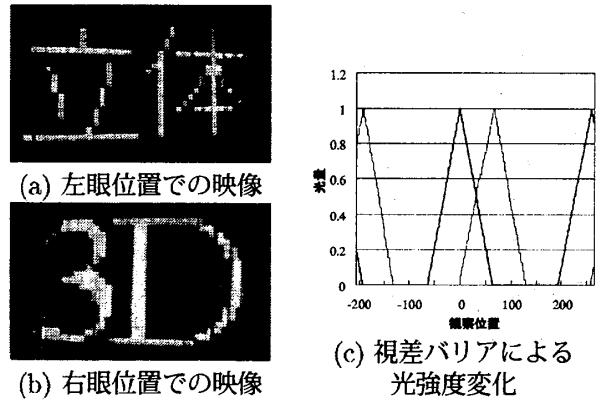 立体
(a) 左眼位置での映像
3D
(b) 右眼位置での映像
1.2
1
0.8
0.6
0.4
0.2
0
光量
-200 -100 0 100 200
観察位置
(c) 視差バリアによる
光強度変化